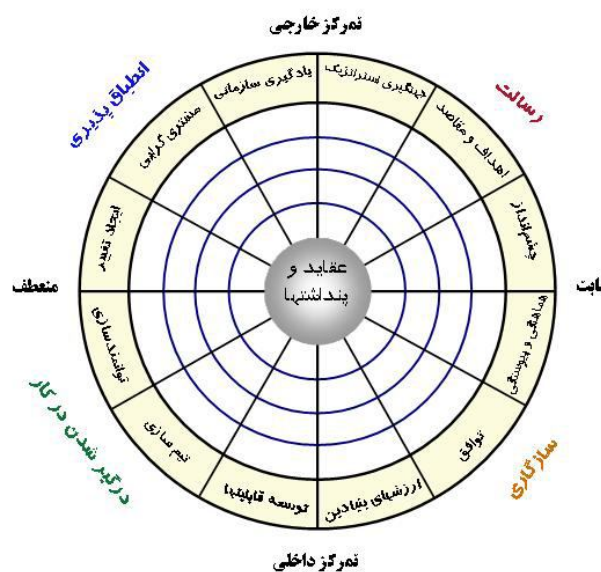 تمرکز خارجی
انطباق پذیری
رسالت
یادگیری سازمانی
جهتگیری استراتژیک
مشتری گرایی
اهداف و مقاصد
ایجاد تغییر
چشم‌انداز
عقاید و
پنداشتها
منعطف
ثابت
توانمندسازی
هماهنگی و پیوستگی
تیم سازی
توافق
توسعه قابلیتها
ارزشهای بنیادین
درگیر شدن در کار
سازگاری
تمرکز داخلی